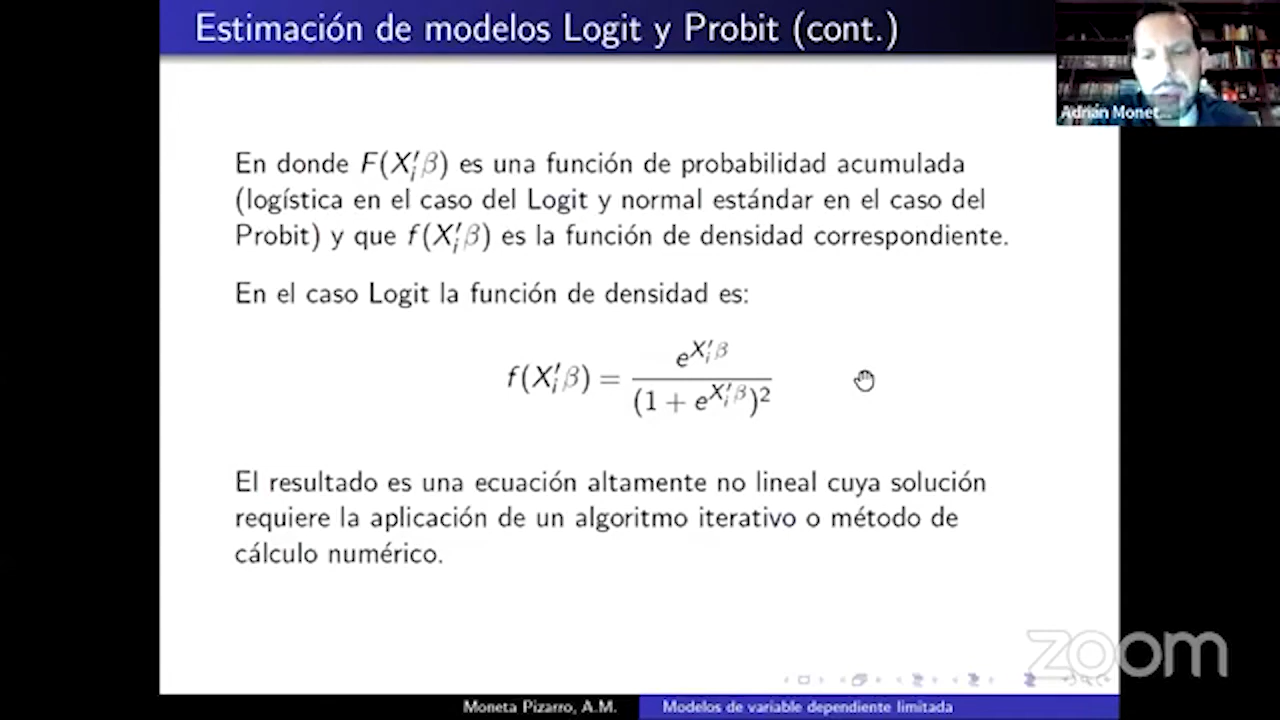 Estimación de modelos Logit y Probit (cont.)
Adrián Monet...
En donde F(X′ᵢβ) es una función de probabilidad acumulada
(logística en el caso del Logit y normal estándar en el caso del
Probit) y que f(X′ᵢβ) es la función de densidad correspondiente.
En el caso Logit la función de densidad es:
f(X′ᵢβ) = e^{X′ᵢβ} / (1 + e^{X′ᵢβ})²
El resultado es una ecuación altamente no lineal cuya solución
requiere la aplicación de un algoritmo iterativo o método de
cálculo numérico.
zoom
Moneta Pizarro, A.M. Modelos de variable dependiente limitada